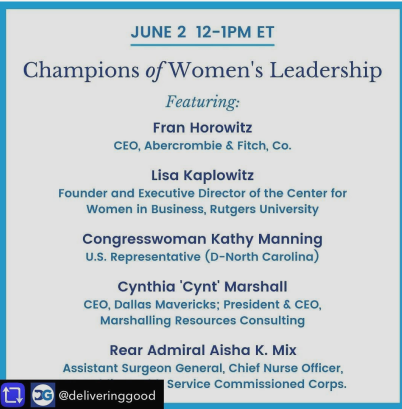 JUNE 2 12-1PM ET
Champions of Women's Leadership
Featuring:
Fran Horowitz
CEO, Abercrombie & Fitch, Co.
Lisa Kaplowitz
Founder and Executive Director of the Center for
Women in Business, Rutgers University
Congresswoman Kathy Manning
U.S. Representative (D-North Carolina)
Cynthia 'Cynt' Marshall
CEO, Dallas Mavericks; President & CEO,
Marshalling Resources Consulting
Rear Admiral Aisha K. Mix
Assistant Surgeon General, Chief Nurse Officer,
Service Commissioned Corps.
DG @deliveringgood